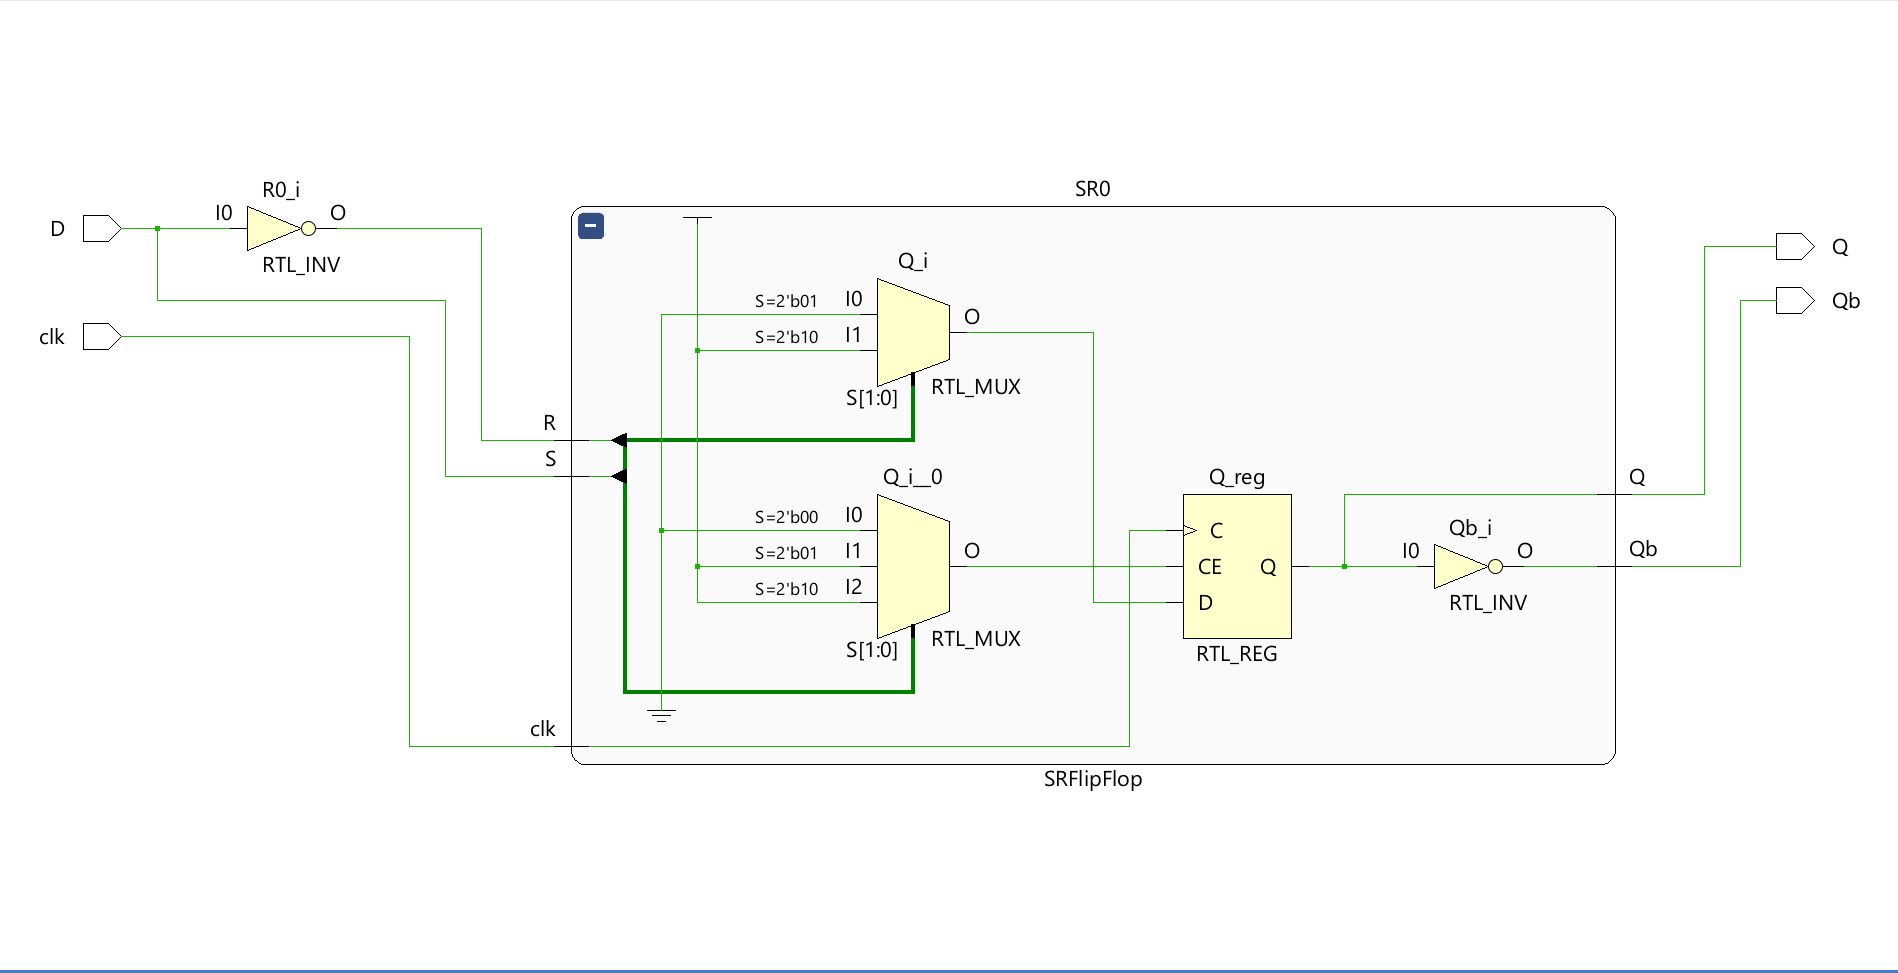 SR0
R0_i
I0
O
D
RTL_INV
clk
Q_i
S=2'b01
I0
S=2'b10
I1
O
S[1:0]
RTL_MUX
R
S
Q_i__0
S=2'b00
I0
S=2'b01
I1
S=2'b10
I2
O
S[1:0]
RTL_MUX
Q_reg
C
CE
Q
D
RTL_REG
Qb_i
I0
O
RTL_INV
Q
Qb
Q
Qb
clk
SRFlipFlop